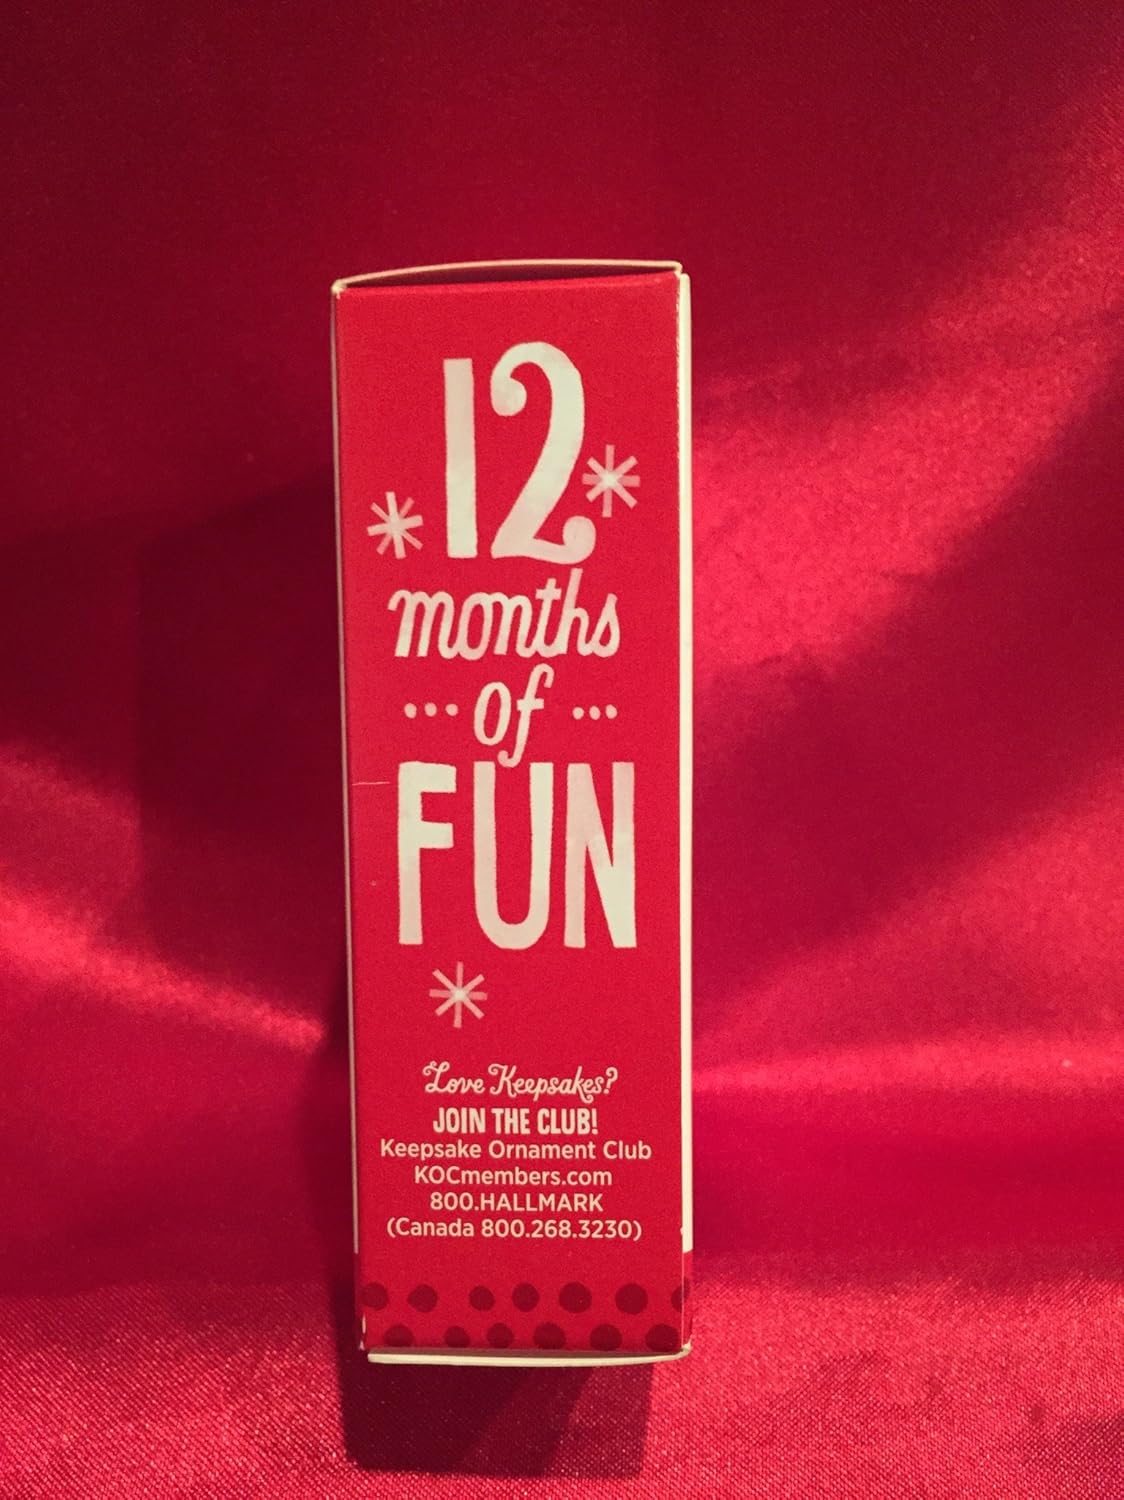 12
months
... of ...
FUN
Love Keepsakes?
JOIN THE CLUB!
Keepsake Ornament Club
KOCmembers.com
800.HALLMARK
(Canada 800.268.3230)